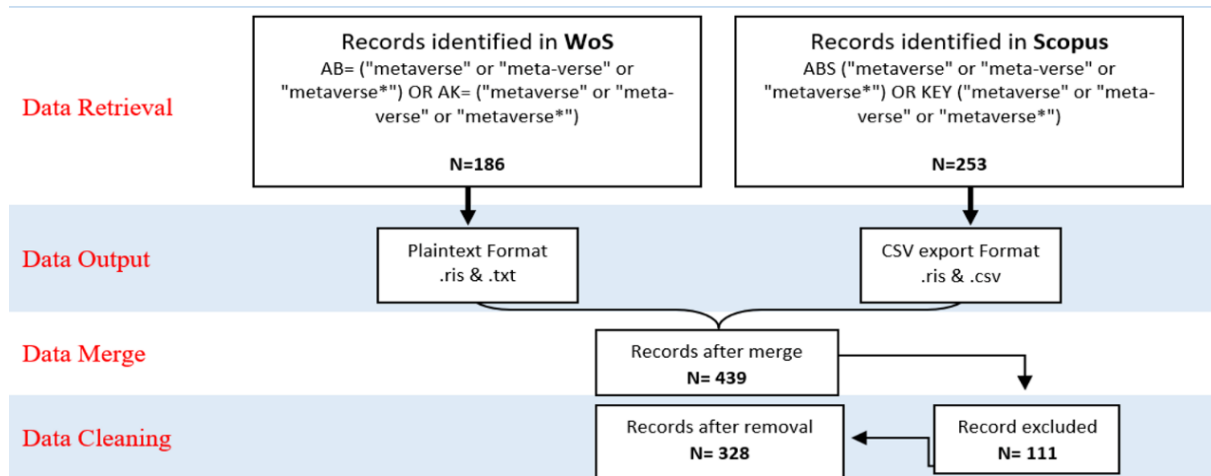 Data Retrieval
Records identified in WoS
AB= ("metaverse" or "meta-verse" or
"metaverse*") OR AK= ("metaverse" or "meta-
verse" or "metaverse*")
N=186
Records identified in Scopus
ABS ("metaverse" or "meta-verse" or
"metaverse*") OR KEY ("metaverse" or "meta-
verse" or "metaverse*")
N=253
Data Output
Plaintext Format
.ris & .txt
CSV export Format
.ris & .csv
Data Merge
Records after merge
N= 439
Data Cleaning
Records after removal
N= 328
Record excluded
N= 111